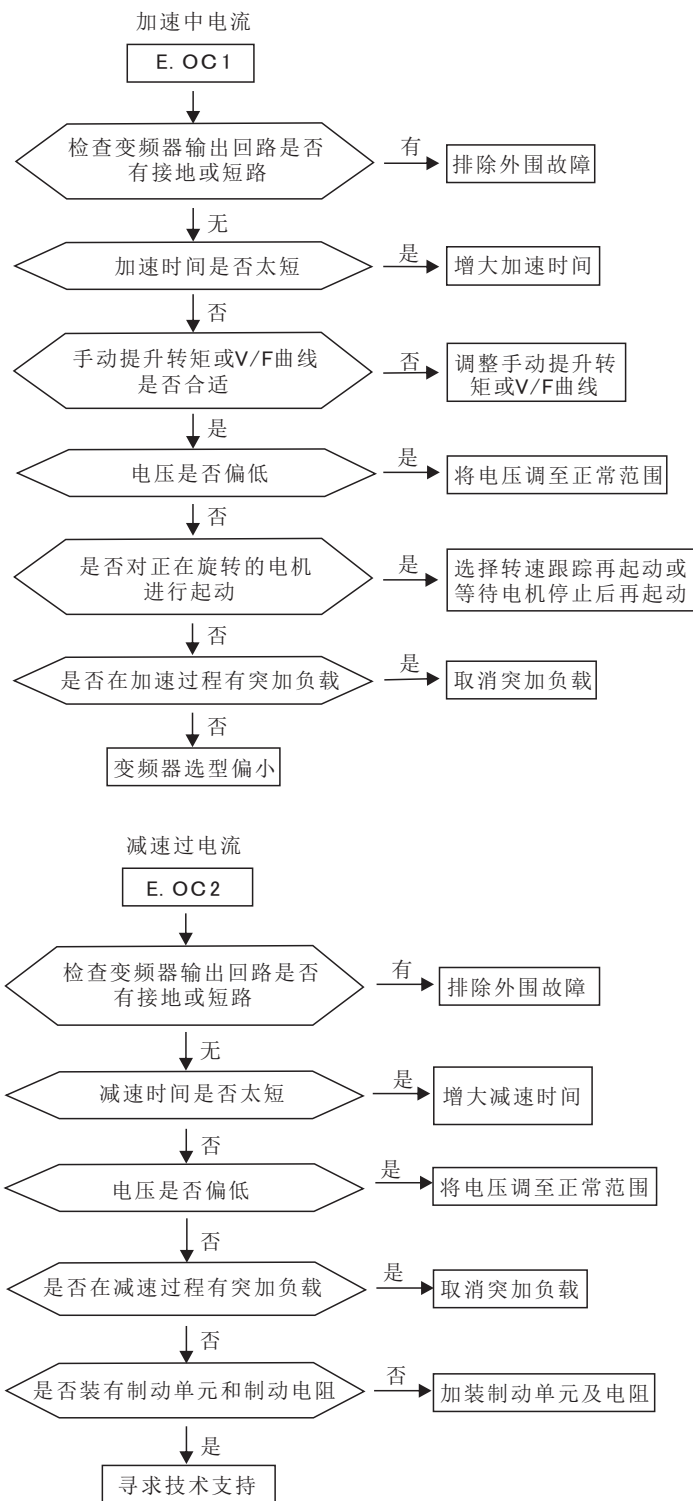 加速中电流
E. OC1
检查变频器输出回路是否
有接地或短路
有
排除外围故障
无
加速时间是否太短
是
增大加速时间
否
手动提升转矩或V/F曲线
是否合适
否
调整手动提升转
矩或V/F曲线
是
电压是否偏低
是
将电压调至正常范围
否
是否对正在旋转的电机
进行起动
是
选择转速跟踪再起动或
等待电机停止后再起动
否
是否在加速过程有突加负载
是
取消突加负载
否
变频器选型偏小
减速过电流
E. OC2
检查变频器输出回路是否
有接地或短路
有
排除外围故障
无
减速时间是否太短
是
增大减速时间
否
电压是否偏低
是
将电压调至正常范围
否
是否在减速过程有突加负载
是
取消突加负载
否
是否装有制动单元和制动电阻
否
加装制动单元及电阻
是
寻求技术支持